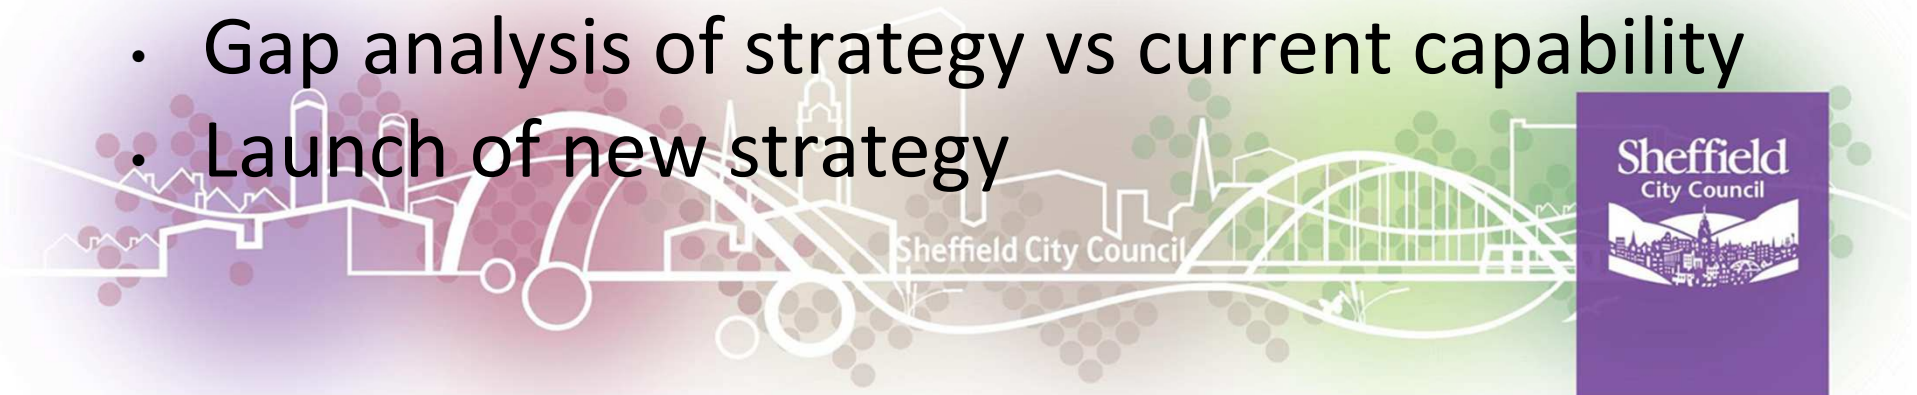 • Gap analysis of strategy vs current capability
• Launch of new strategy
Sheffield
City Council
Sheffield City Council